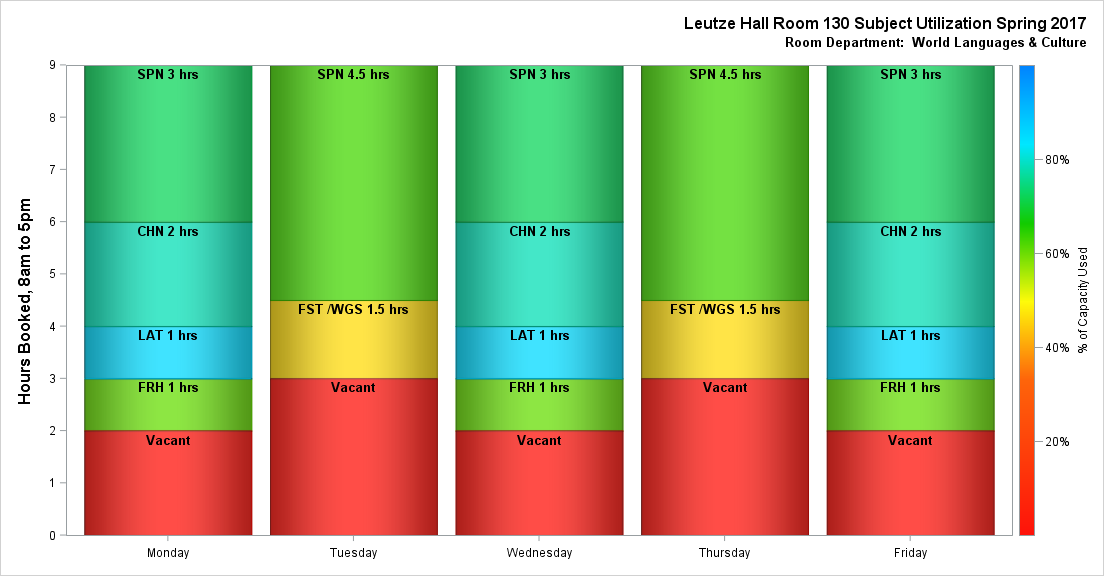 Leutze Hall Room 130 Subject Utilization Spring 2017
Room Department: World Languages & Culture
Hours Booked, 8am to 5pm
9
8
7
6
5
4
3
2
1
0
SPN 3 hrs
CHN 2 hrs
LAT 1 hrs
FRH 1 hrs
Vacant
SPN 4.5 hrs
FST /WGS 1.5 hrs
Vacant
SPN 3 hrs
CHN 2 hrs
LAT 1 hrs
FRH 1 hrs
Vacant
SPN 4.5 hrs
FST /WGS 1.5 hrs
Vacant
SPN 3 hrs
CHN 2 hrs
LAT 1 hrs
FRH 1 hrs
Vacant
Monday
Tuesday
Wednesday
Thursday
Friday
80%
60%
40%
20%
% of Capacity Used